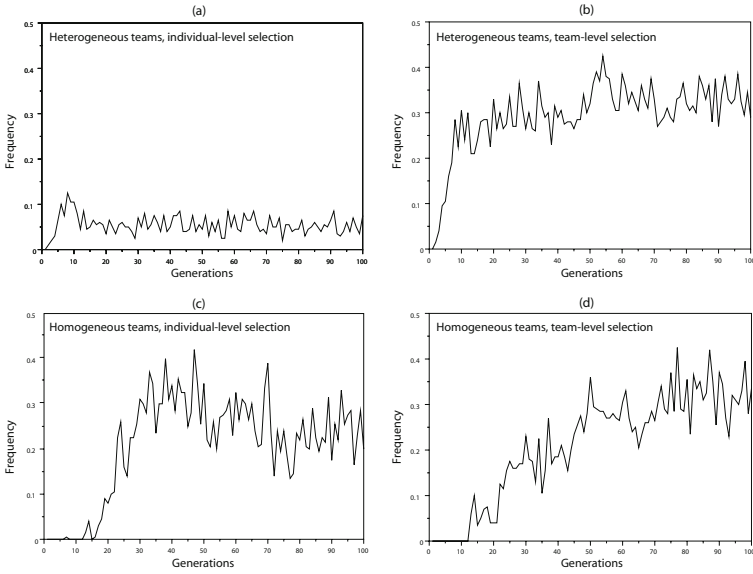 (a)
0.5
Heterogeneous teams, individual-level selection
0.4
0.3
Frequency
0.2
0.1
0
0 10 20 30 40 50 60 70 80 90 100
Generations
(b)
0.5
Heterogeneous teams, team-level selection
0.4
0.3
Frequency
0.2
0.1
0
0 10 20 30 40 50 60 70 80 90 100
Generations
(c)
0.5
Homogeneous teams, individual-level selection
0.4
0.3
Frequency
0.2
0.1
0
0 10 20 30 40 50 60 70 80 90 100
Generations
(d)
0.5
Homogeneous teams, team-level selection
0.4
0.3
Frequency
0.2
0.1
0
0 10 20 30 40 50 60 70 80 90 100
Generations